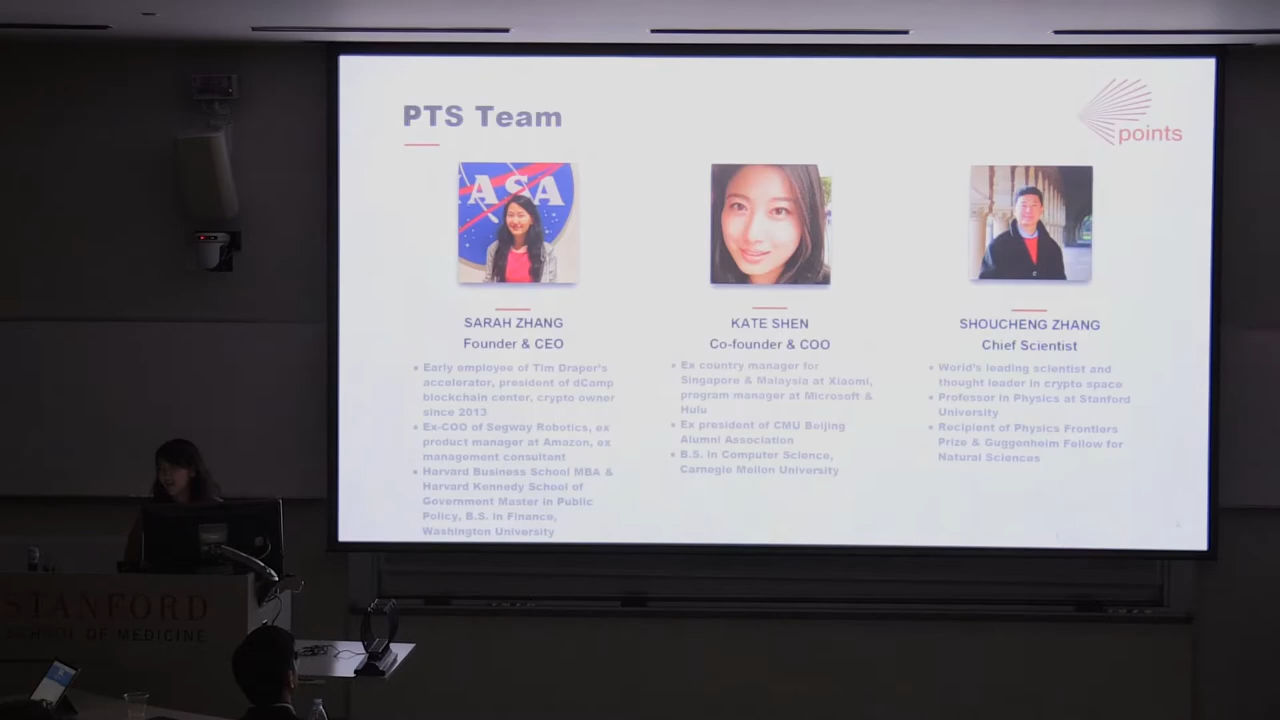 PTS Team
points
ASA
SARAH ZHANG
Founder & CEO
• Early employee of Tim Draper's
accelerator, president of dCamp
blockchain center, crypto owner
since 2013
• Ex-COO of Segway Robotics, ex
product manager at Amazon, ex
management consultant
• Harvard Business School MBA &
Harvard Kennedy School of
Government Master in Public
Policy, B.S. in Finance,
Washington University
KATE SHEN
Co-founder & COO
• Ex country manager for
Singapore & Malaysia at Xiaomi,
program manager at Microsoft &
Hulu
• Ex president of CMU Beijing
Alumni Association
• B.S. in Computer Science,
Carnegie Mellon University
SHOUCHENG ZHANG
Chief Scientist
• World's leading scientist and
thought leader in crypto space
• Professor in Physics at Stanford
University
• Recipient of Physics Frontiers
Prize & Guggenheim Fellow for
Natural Sciences
STANFORD
SCHOOL OF MEDICINE